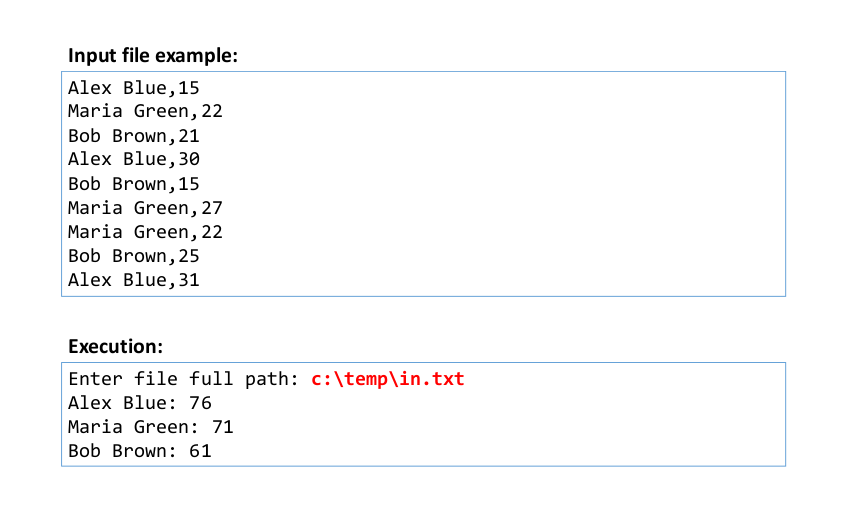 Input file example:
Alex Blue,15
Maria Green,22
Bob Brown,21
Alex Blue,30
Bob Brown,15
Maria Green,27
Maria Green,22
Bob Brown,25
Alex Blue,31
Execution:
Enter file full path: c:\temp\in.txt
Alex Blue: 76
Maria Green: 71
Bob Brown: 61